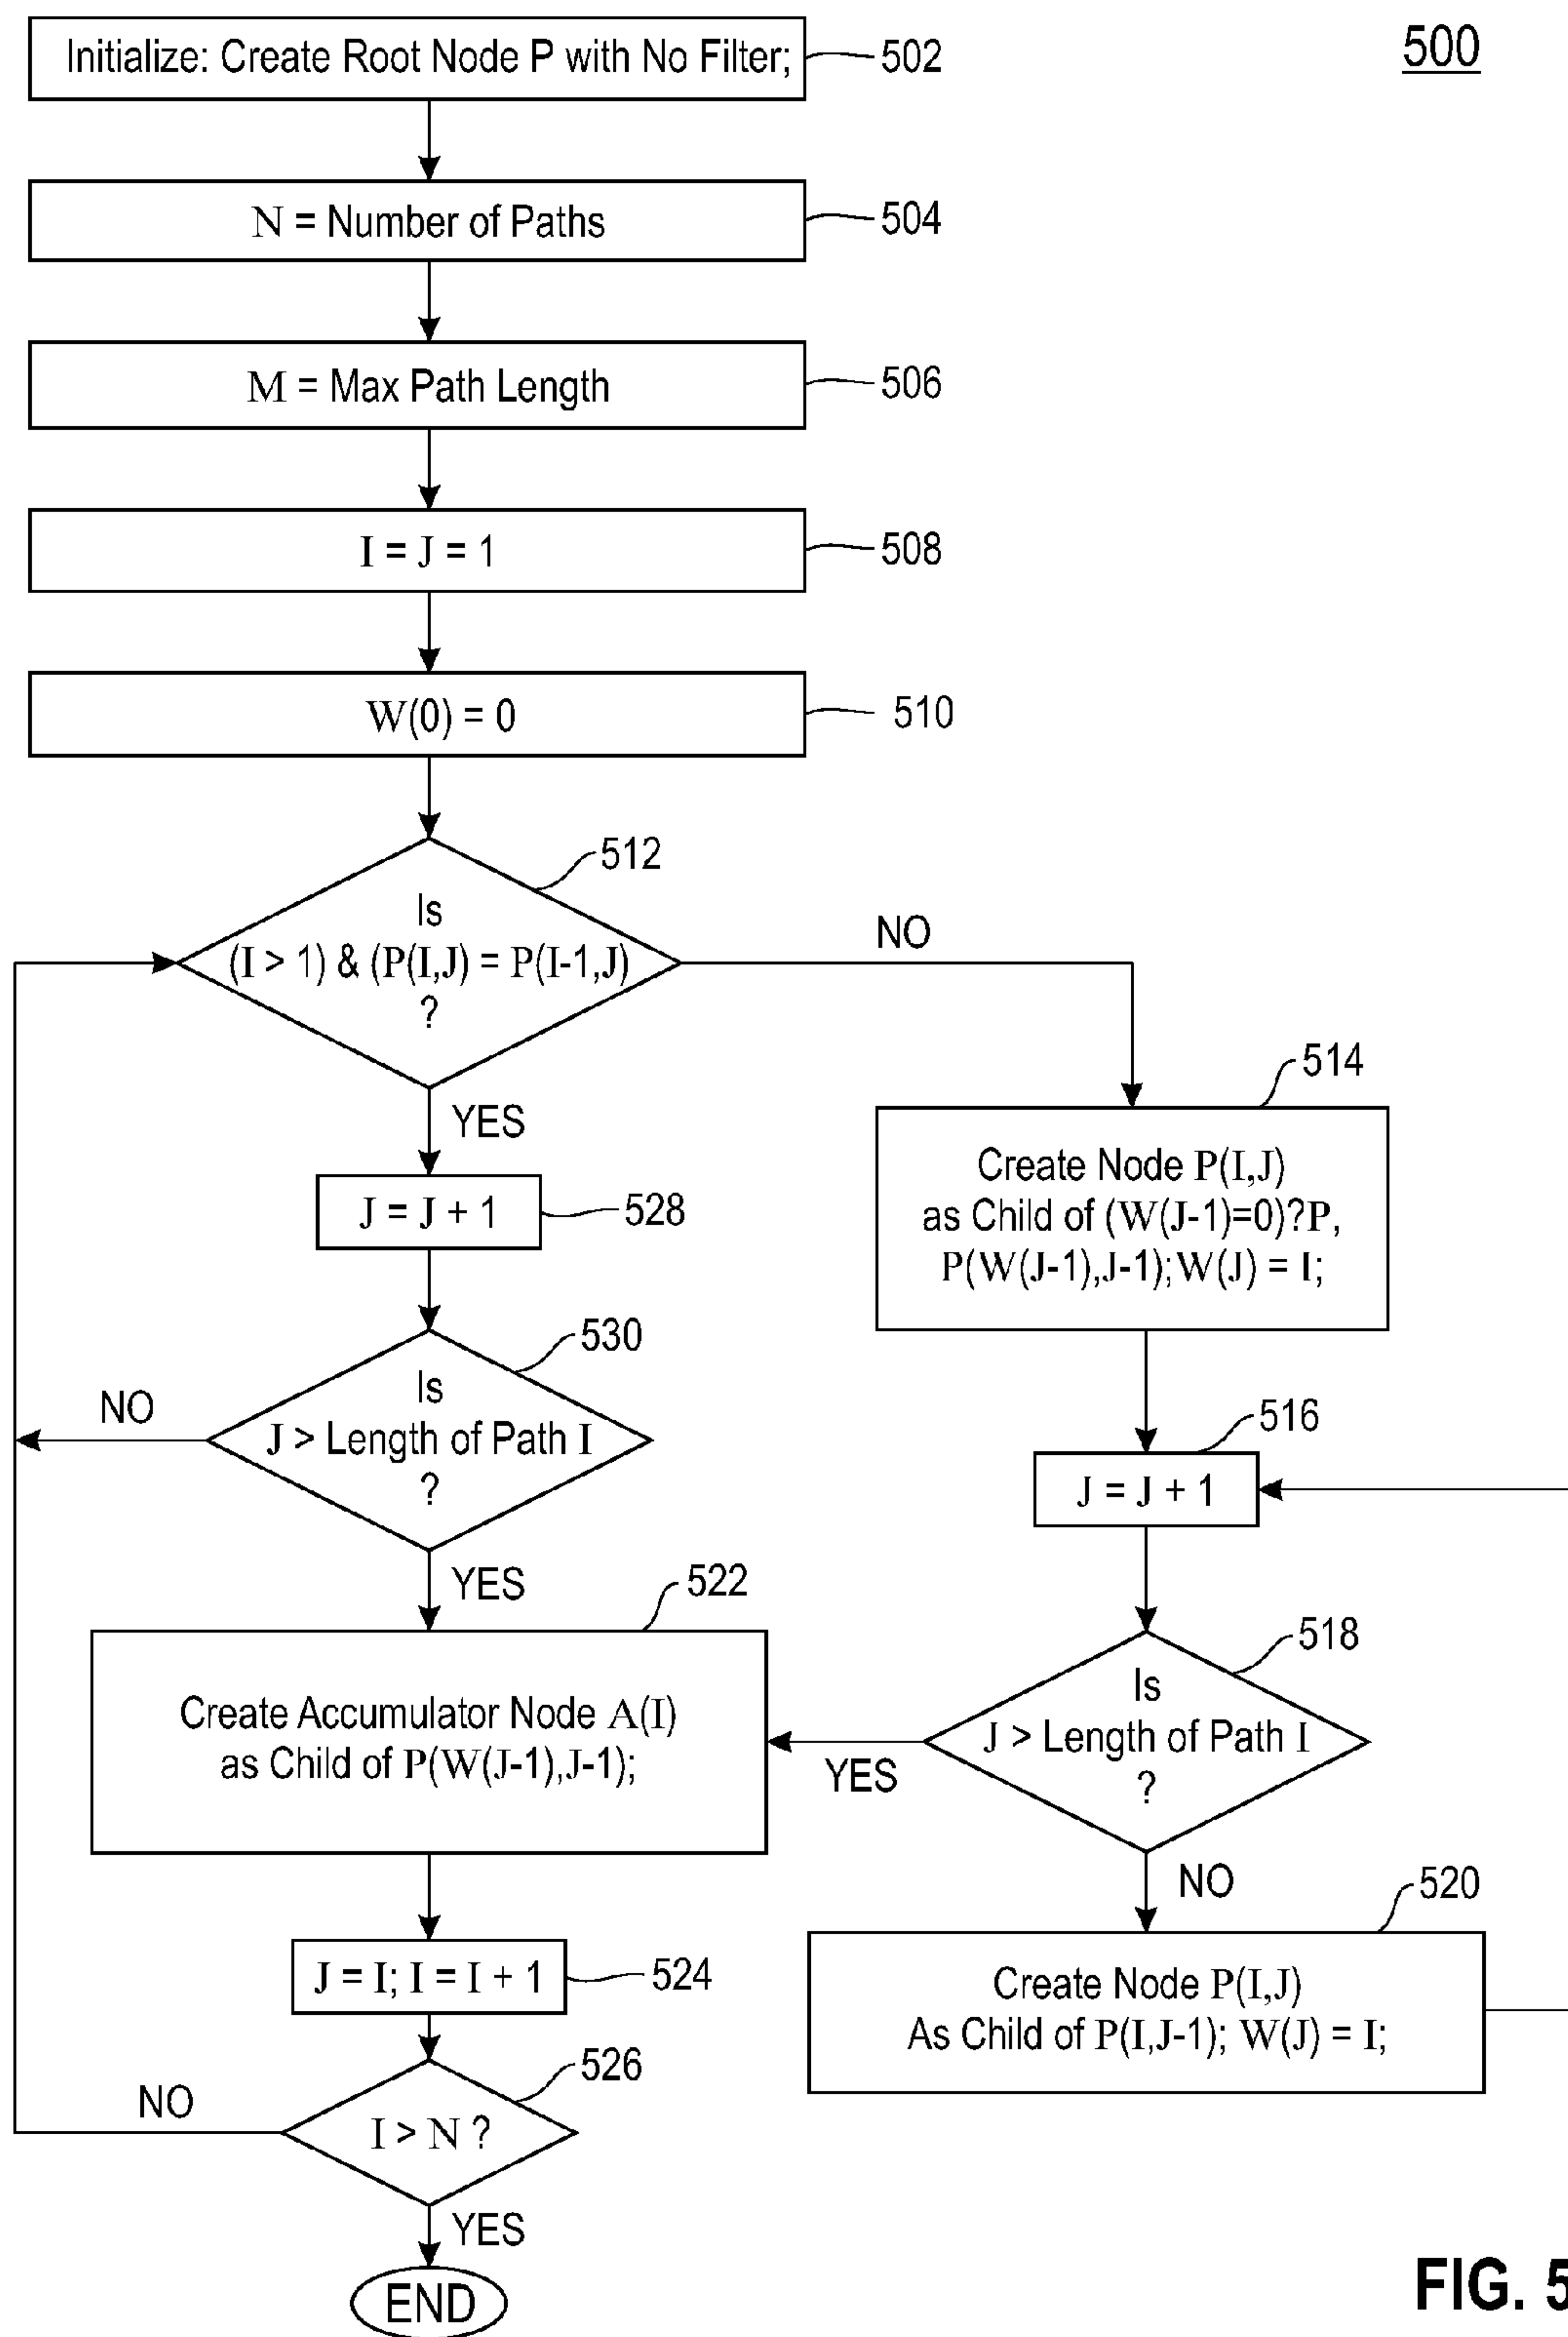 500
Initialize: Create Root Node P with No Filter;
502
N = Number of Paths
504
M = Max Path Length
506
I = J = 1
508
W(0) = 0
510
512
Is
(I > 1) & (P(I,J) = P(I-1,J)
?
NO
YES
514
Create Node P(I,J)
as Child of (W(J-1)=0)?P,
P(W(J-1),J-1);W(J) = I;
J = J + 1
528
530
Is
J > Length of Path I
?
NO
YES
516
J = J + 1
518
Is
J > Length of Path I
?
YES
NO
522
Create Accumulator Node A(I)
as Child of P(W(J-1),J-1);
520
Create Node P(I,J)
As Child of P(I,J-1); W(J) = I;
J = I; I = I + 1
524
526
I > N ?
NO
YES
END
FIG. 5